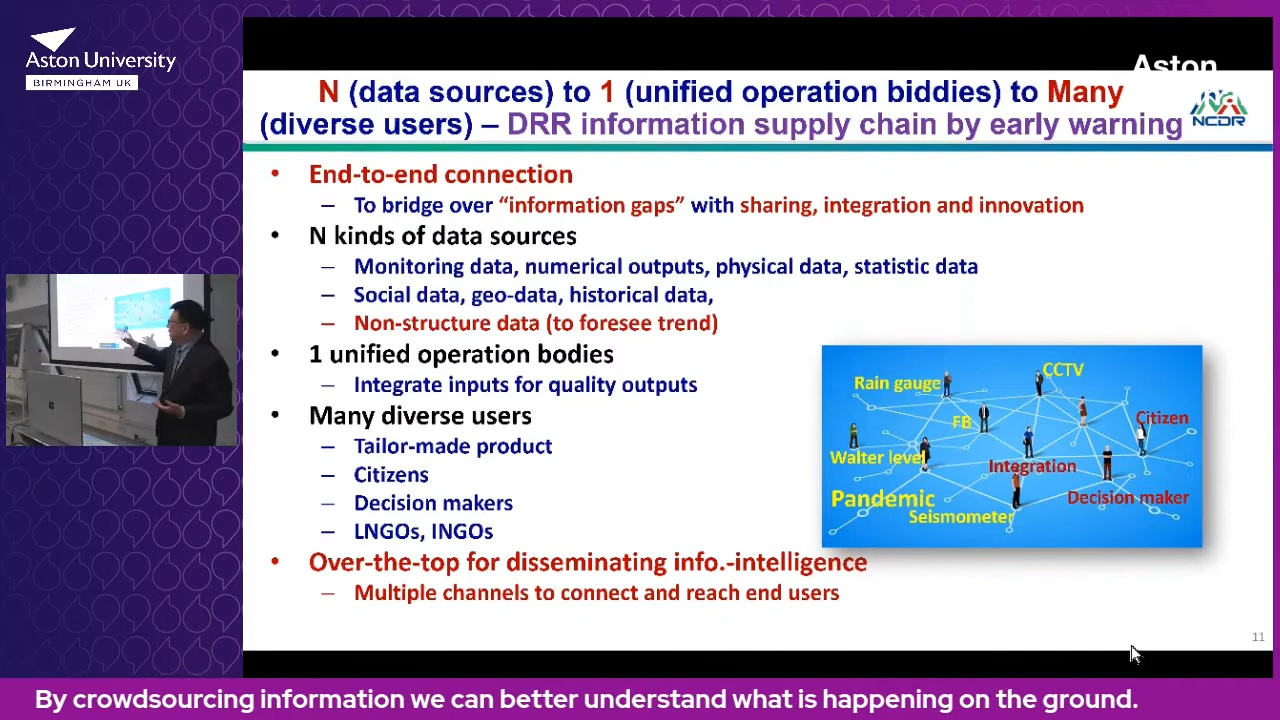 Aston University
BIRMINGHAM UK
Aston
N (data sources) to 1 (unified operation biddies) to Many
(diverse users) – DRR information supply chain by early warning
NCDR
• End-to-end connection
– To bridge over “information gaps” with sharing, integration and innovation
• N kinds of data sources
– Monitoring data, numerical outputs, physical data, statistic data
– Social data, geo-data, historical data,
– Non-structure data (to foresee trend)
• 1 unified operation bodies
– Integrate inputs for quality outputs
• Many diverse users
– Tailor-made product
– Citizens
– Decision makers
– LNGOs, INGOs
• Over-the-top for disseminating info.-intelligence
– Multiple channels to connect and reach end users
CCTV
Rain gauge
FB
Citizen
Walter level
Integration
Pandemic
Decision maker
Seismometer
11
By crowdsourcing information we can better understand what is happening on the ground.